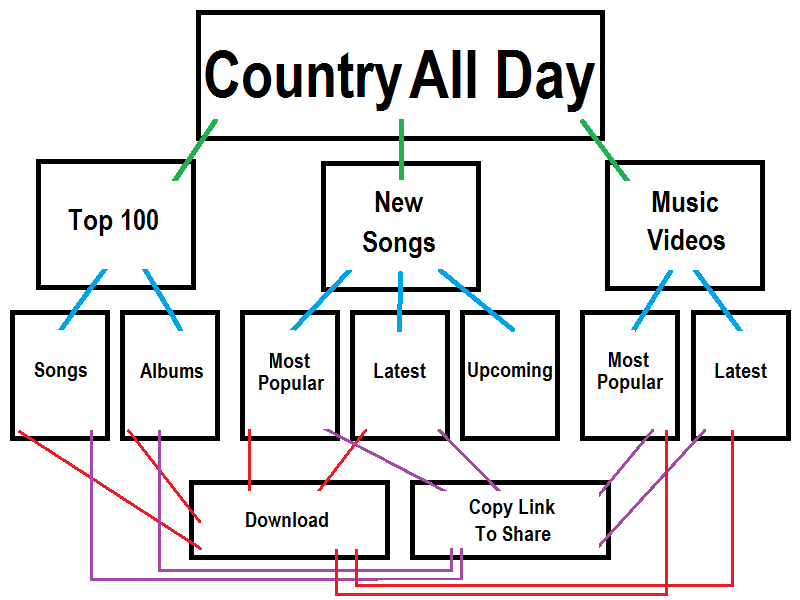 Country All Day
Top 100
New
Songs
Music
Videos
Songs
Albums
Most
Popular
Latest
Upcoming
Most
Popular
Latest
Download
Copy Link
To Share